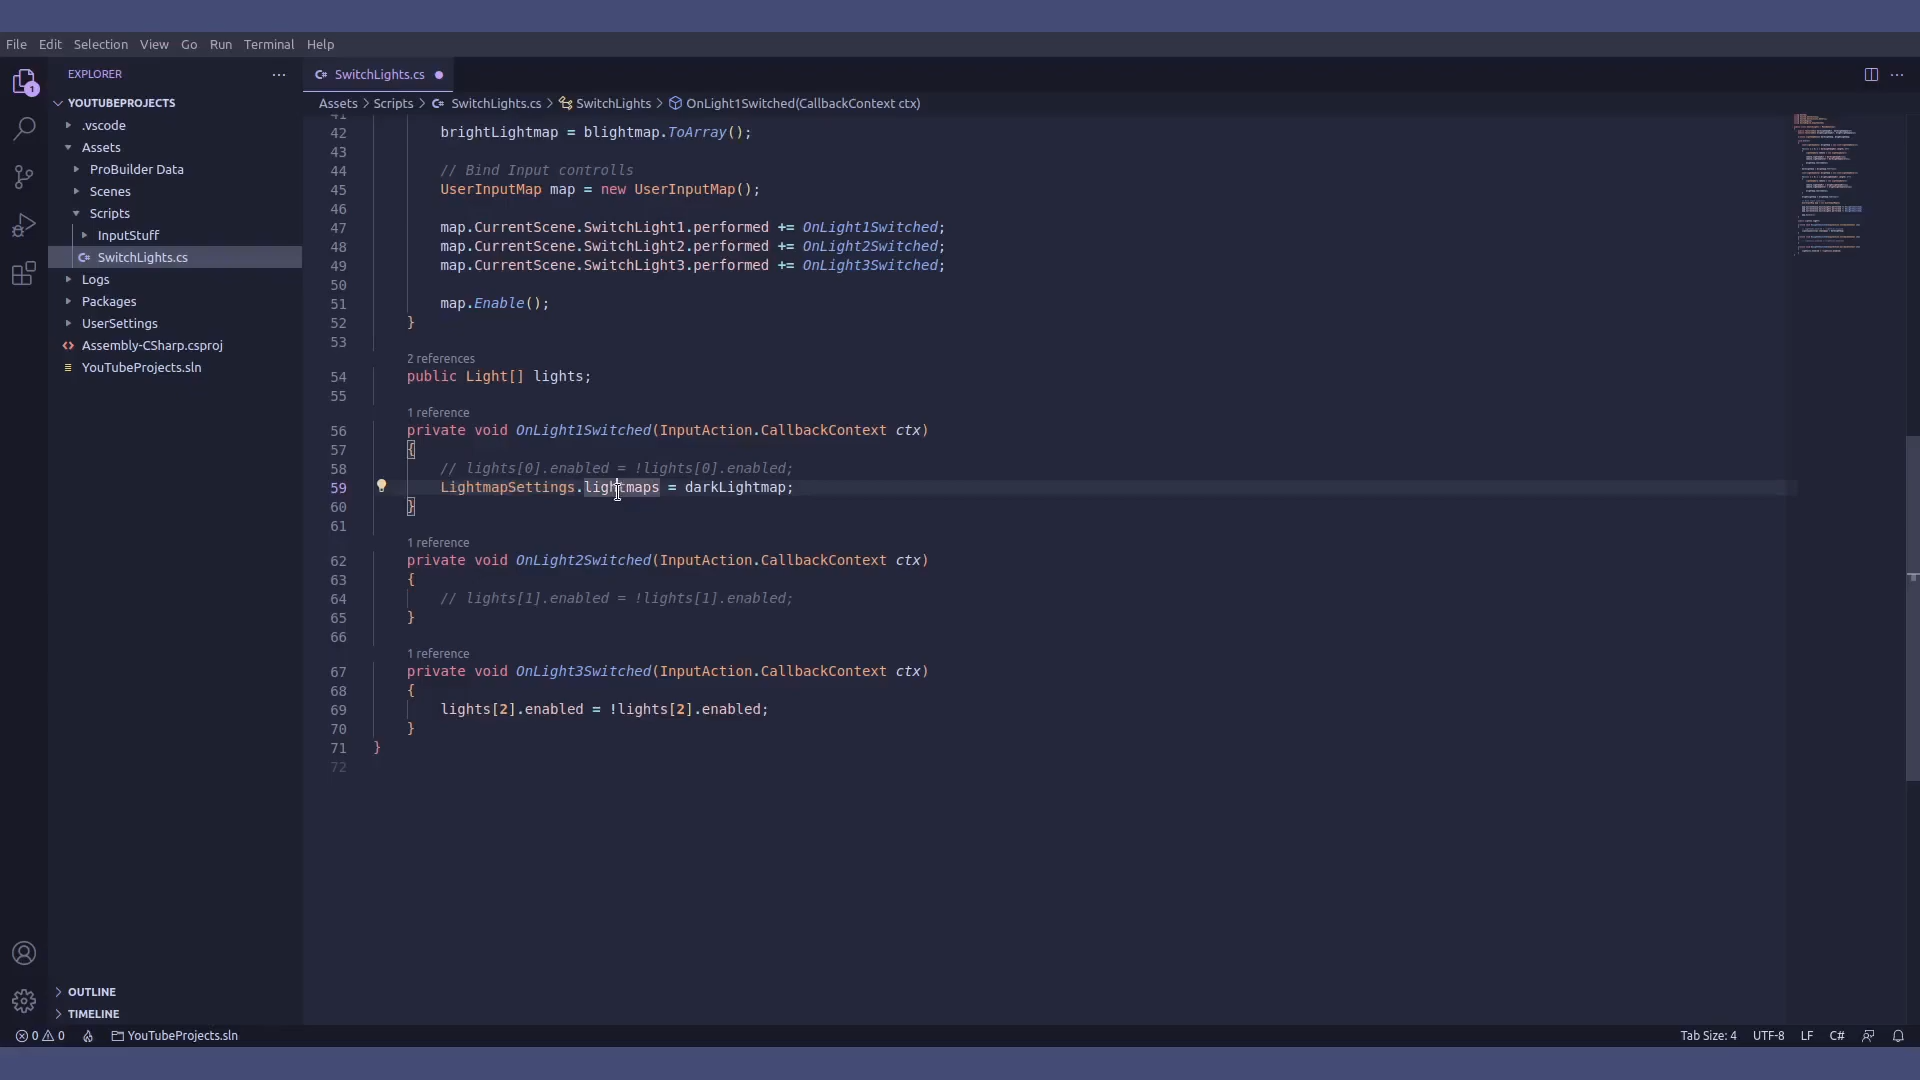 File Edit Selection View Go Run Terminal Help
EXPLORER
SwitchLights.cs
1
YOUTUBEPROJECTS
.vscode
Assets
ProBuilder Data
Scenes
Scripts
InputStuff
SwitchLights.cs
Logs
Packages
UserSettings
Assembly-CSharp.csproj
YouTubeProjects.sln
OUTLINE
TIMELINE
Assets > Scripts > SwitchLights.cs > SwitchLights > OnLight1Switched(CallbackContext ctx)
41
42 brightLightmap = blightmap.ToArray();
43
44 // Bind Input controlls
45 UserInputMap map = new UserInputMap();
46
47 map.CurrentScene.SwitchLight1.performed += OnLight1Switched;
48 map.CurrentScene.SwitchLight2.performed += OnLight2Switched;
49 map.CurrentScene.SwitchLight3.performed += OnLight3Switched;
50
51 map.Enable();
52 }
53
2 references
54 public Light[] lights;
55
1 reference
56 private void OnLight1Switched(InputAction.CallbackContext ctx)
57 {
58 // lights[0].enabled = !lights[0].enabled;
59 LightmapSettings.lightmaps = darkLightmap;
60 }
61
1 reference
62 private void OnLight2Switched(InputAction.CallbackContext ctx)
63 {
64 // lights[1].enabled = !lights[1].enabled;
65 }
66
1 reference
67 private void OnLight3Switched(InputAction.CallbackContext ctx)
68 {
69 lights[2].enabled = !lights[2].enabled;
70 }
71 }
72
0 0 YouTubeProjects.sln Tab Size: 4 UTF-8 LF C#